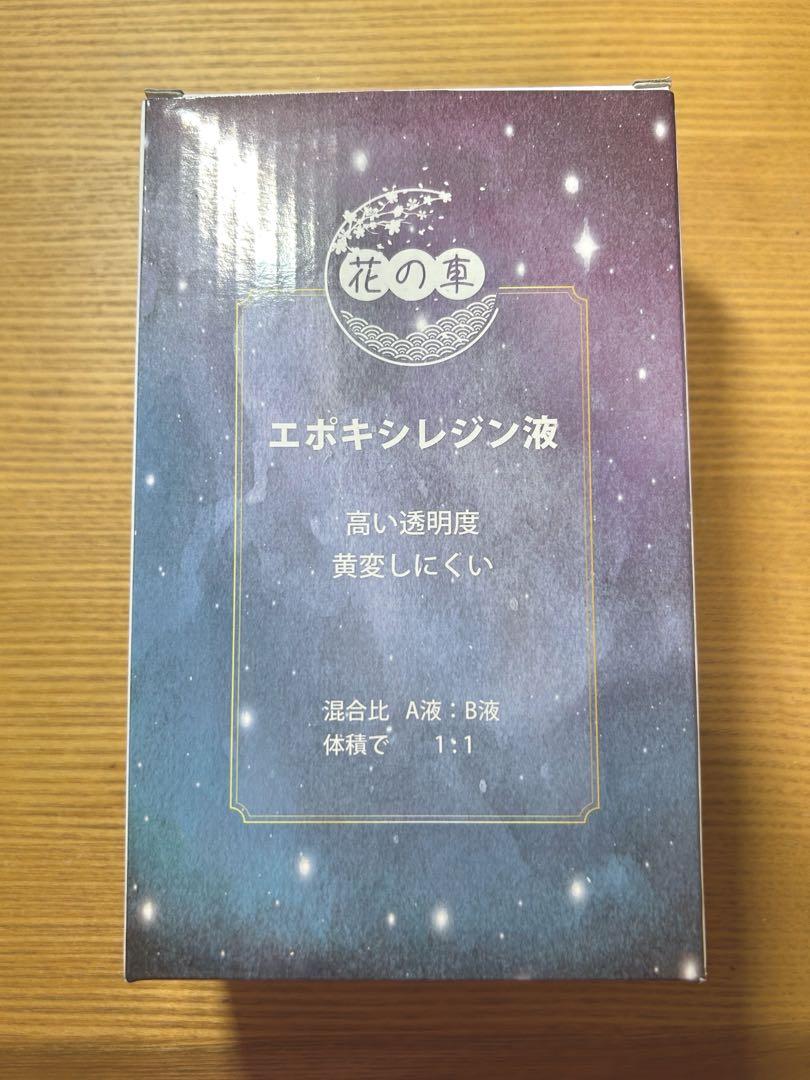 花の車
エポキシレジン液
高い透明度
黄変しにくい
混合比 A液：B液
体積で 1：1